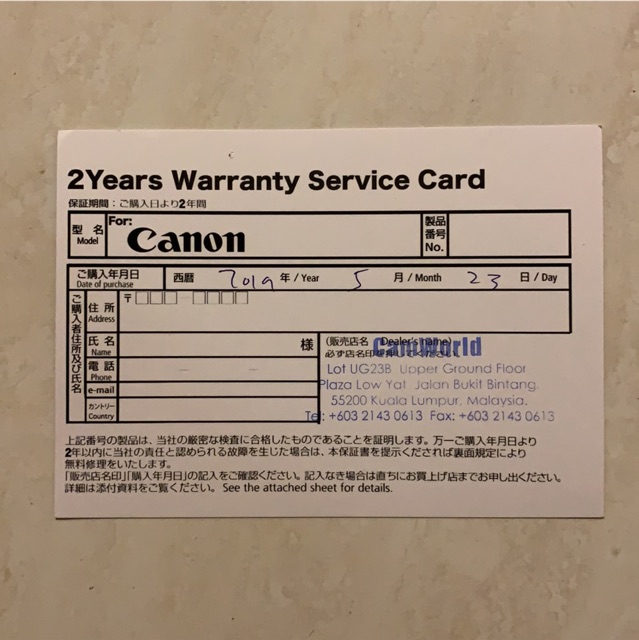 2Years Warranty Service Card
保証期間：ご購入日より2年間
型 名 Model For: Canon 製品番号 No.
ご購入年月日 Date of purchase 西暦 2019 年 / Year 5 月 / Month 23 日 / Day
ご購入者住所及び氏名
住 所 Address 〒
氏 名 Name 様
電 話 Phone
e-mail
カントリー Country
(販売店名 Dealer's name)
必ず店名印を押してください。
CamWorld
Lot UG23B Upper Ground Floor
Plaza Low Yat Jalan Bukit Bintang.
55200 Kuala Lumpur, Malaysia.
Tel: +603 2143 0613 Fax: +603 2143 0613
上記番号の製品は、当社の厳密な検査に合格したものであることを証明します。万一ご購入年月日より
2年以内に当社の責任と認められる故障を生じた場合は、本保証書を提示くだされば裏面規定により
無料修理をいたします。
「販売店名印」「購入年月日」の記入をご確認ください。記入なき場合は直ちにお買上げ店までお申し出ください。
詳細は添付資料をご覧ください。 See the attached sheet for details.